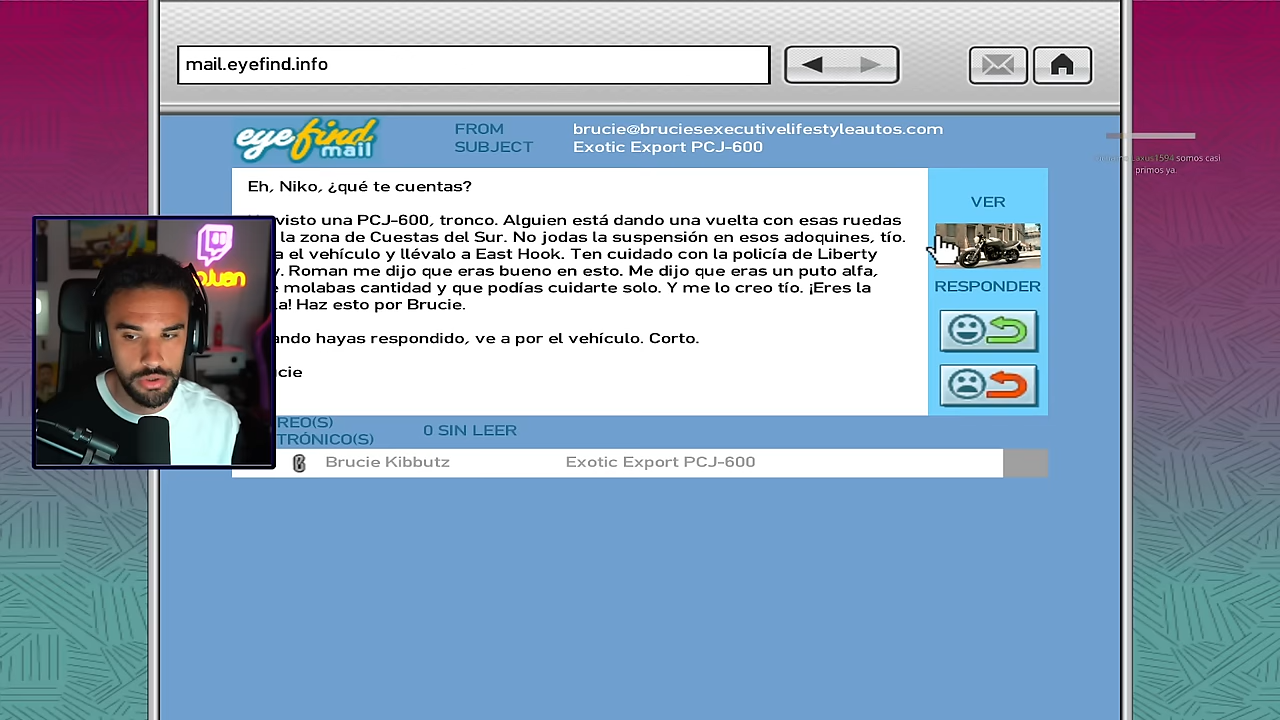 mail.eyefind.info
eyefind mail
FROM brucie@bruciesexecutivelifestyleautos.com
SUBJECT Exotic Export PCJ-600
Eh, Niko, ¿qué te cuentas?
visto una PCJ-600, tronco. Alguien está dando una vuelta con esas ruedas
la zona de Cuestas del Sur. No jodas la suspensión en esos adoquines, tío.
el vehículo y llévalo a East Hook. Ten cuidado con la policía de Liberty
Roman me dijo que eras bueno en esto. Me dijo que eras un puto alfa,
molabas cantidad y que podías cuidarte solo. Y me lo creo tío. ¡Eres la
Haz esto por Brucie.
ando hayas respondido, ve a por el vehículo. Corto.
cie
VER
RESPONDER
REO(S)
TRÓNICO(S)
0 SIN LEER
Brucie Kibbutz Exotic Export PCJ-600
somos casi
primos ya.